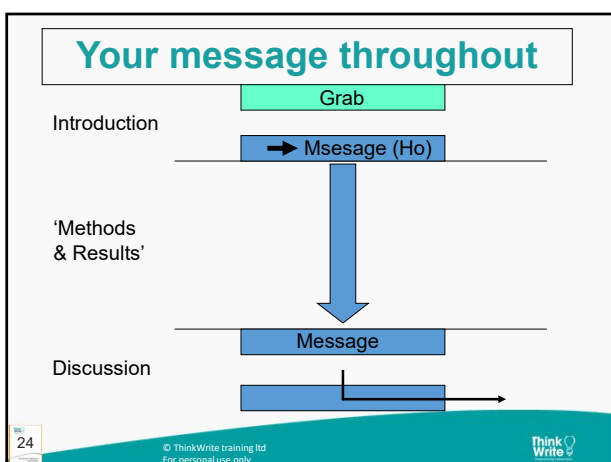 Your message throughout
Grab
Introduction
Msesage (Ho)
‘Methods
& Results’
Message
Discussion
24
© ThinkWrite training ltd
For personal use only
Think
Write